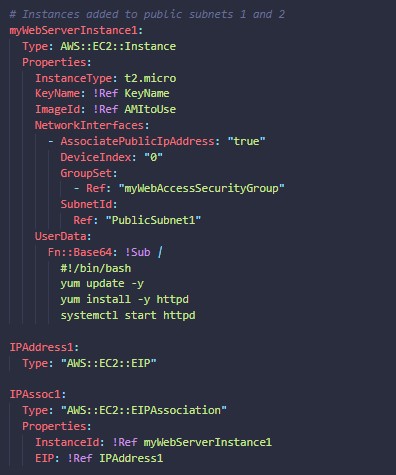 # Instances added to public subnets 1 and 2
myWebServerInstance1:
Type: AWS::EC2::Instance
Properties:
InstanceType: t2.micro
KeyName: !Ref KeyName
ImageId: !Ref AMItoUse
NetworkInterfaces:
- AssociatePublicIpAddress: "true"
DeviceIndex: "0"
GroupSet:
- Ref: "myWebAccessSecurityGroup"
SubnetId:
Ref: "PublicSubnet1"
UserData:
Fn::Base64: !Sub |
#!/bin/bash
yum update -y
yum install -y httpd
systemctl start httpd
IPAddress1:
Type: "AWS::EC2::EIP"
IPAssoc1:
Type: "AWS::EC2::EIPAssociation"
Properties:
InstanceId: !Ref myWebServerInstance1
EIP: !Ref IPAddress1